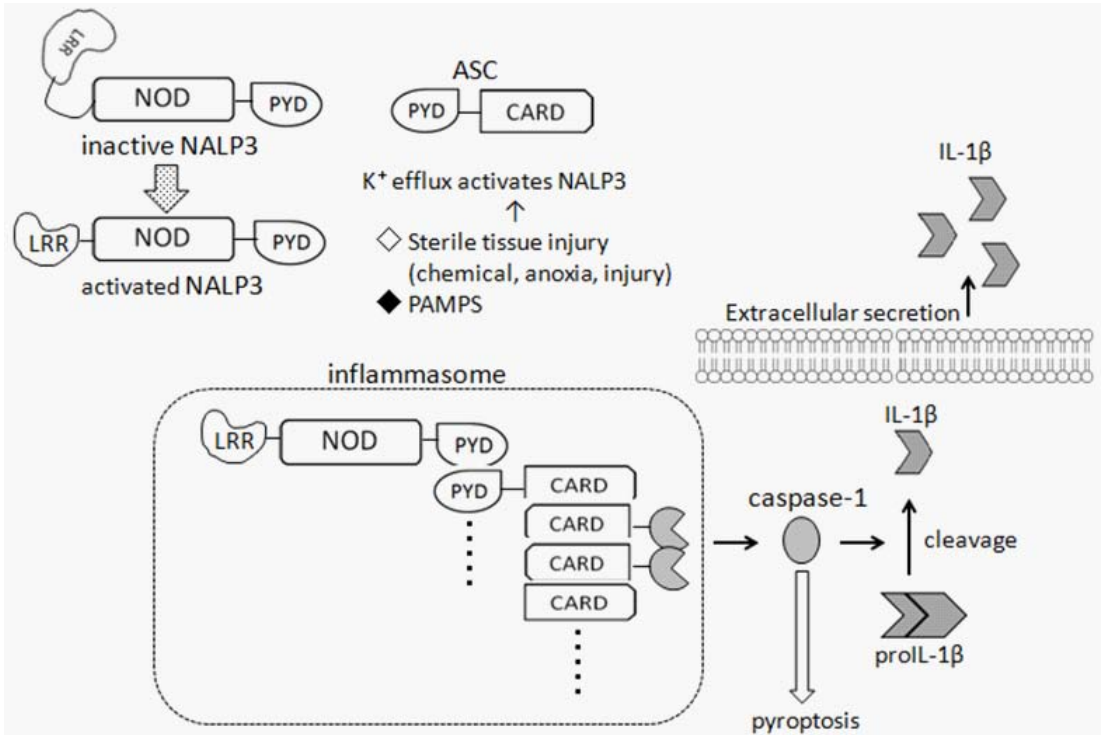 LRR
NOD
PYD
inactive NALP3
LRR
NOD
PYD
activated NALP3
ASC
PYD
CARD
K⁺ efflux activates NALP3
↑
◇ Sterile tissue injury
(chemical, anoxia, injury)
◆ PAMPS
IL-1β
Extracellular secretion
inflammasome
LRR
NOD
PYD
PYD
CARD
CARD
CARD
CARD
caspase-1
pyroptosis
IL-1β
cleavage
proIL-1β